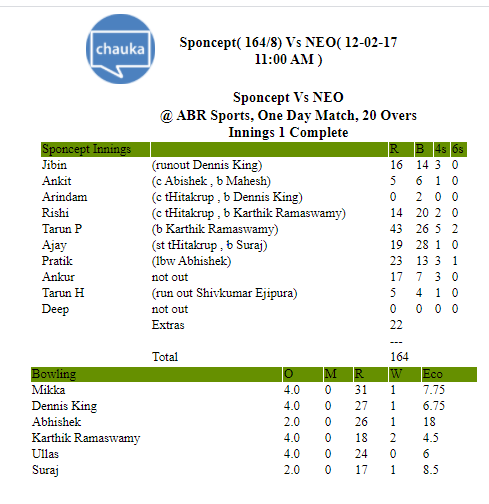 chauka
Sponcept( 164/8) Vs NEO( 12-02-17
11:00 AM )
Sponcept Vs NEO
@ ABR Sports, One Day Match, 20 Overs
Innings 1 Complete
Sponcept Innings R B 4s 6s
Jibin (runout Dennis King) 16 14 3 0
Ankit (c Abishek , b Mahesh) 5 6 1 0
Arindam (c tHitakrup , b Dennis King) 0 2 0 0
Rishi (c tHitakrup , b Karthik Ramaswamy) 14 20 2 0
Tarun P (b Karthik Ramaswamy) 43 26 5 2
Ajay (st tHitakrup , b Suraj) 19 28 1 0
Pratik (lbw Abhishek) 23 13 3 1
Ankur not out 17 7 3 0
Tarun H (run out Shivkumar Ejipura) 5 4 1 0
Deep not out 0 0 0 0
Extras 22
---
Total 164
Bowling O M R W Eco
Mikka 4.0 0 31 1 7.75
Dennis King 4.0 0 27 1 6.75
Abhishek 2.0 0 26 1 18
Karthik Ramaswamy 4.0 0 18 2 4.5
Ullas 4.0 0 24 0 6
Suraj 2.0 0 17 1 8.5